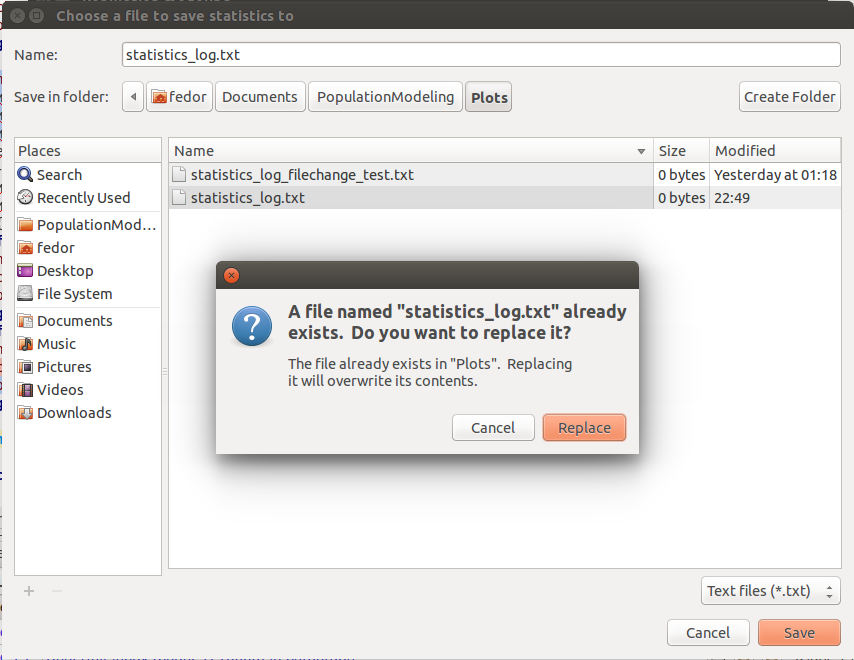 Choose a file to save statistics to
Name:
statistics_log.txt
Save in folder:
fedor
Documents
PopulationModeling
Plots
Create Folder
Places
Search
Recently Used
PopulationMod...
fedor
Desktop
File System
Documents
Music
Pictures
Videos
Downloads
Name
Size
Modified
statistics_log_filechange_test.txt 0 bytes Yesterday at 01:18
statistics_log.txt 0 bytes 22:49
A file named "statistics_log.txt" already
exists.  Do you want to replace it?
The file already exists in "Plots".  Replacing
it will overwrite its contents.
Cancel
Replace
Text files (*.txt)
Cancel
Save